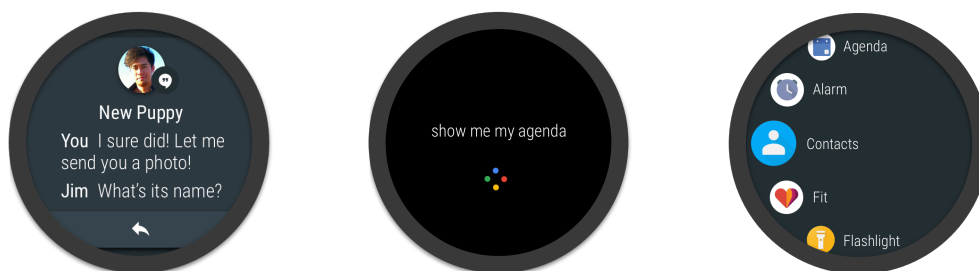 New Puppy
You I sure did! Let me
send you a photo!
Jim What's its name?
show me my agenda
Agenda
Alarm
Contacts
Fit
Flashlight